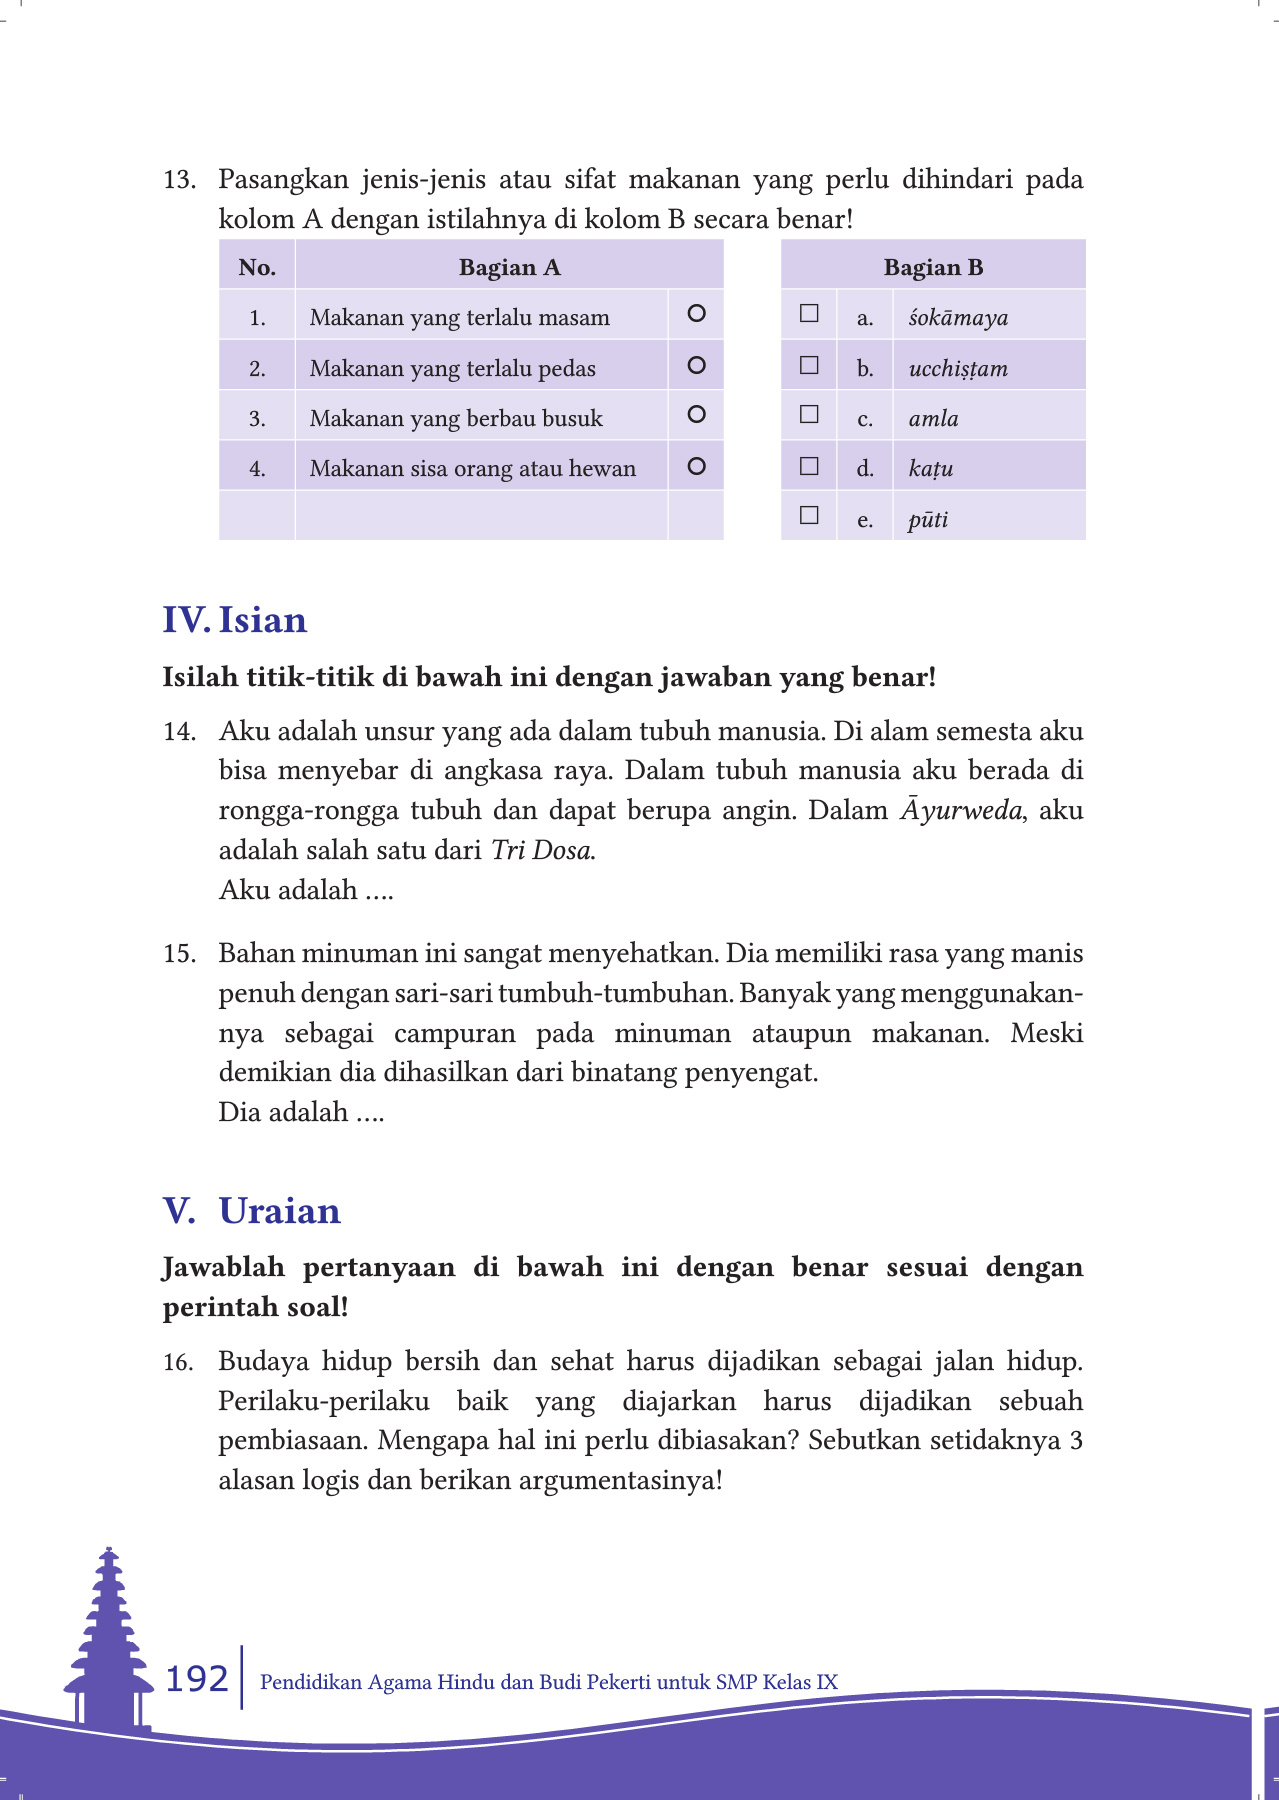 13. Pasangkan jenis-jenis atau sifat makanan yang perlu dihindari pada
kolom A dengan istilahnya di kolom B secara benar!
No. Bagian A Bagian B
1. Makanan yang terlalu masam a. śokāmaya
2. Makanan yang terlalu pedas b. ucchiṣṭam
3. Makanan yang berbau busuk c. amla
4. Makanan sisa orang atau hewan d. kaṭu
e. pūti
IV. Isian
Isilah titik-titik di bawah ini dengan jawaban yang benar!
14. Aku adalah unsur yang ada dalam tubuh manusia. Di alam semesta aku
bisa menyebar di angkasa raya. Dalam tubuh manusia aku berada di
rongga-rongga tubuh dan dapat berupa angin. Dalam Āyurweda, aku
adalah salah satu dari Tri Dosa.
Aku adalah ....
15. Bahan minuman ini sangat menyehatkan. Dia memiliki rasa yang manis
penuh dengan sari-sari tumbuh-tumbuhan. Banyak yang menggunakan-
nya sebagai campuran pada minuman ataupun makanan. Meski
demikian dia dihasilkan dari binatang penyengat.
Dia adalah ....
V. Uraian
Jawablah pertanyaan di bawah ini dengan benar sesuai dengan
perintah soal!
16. Budaya hidup bersih dan sehat harus dijadikan sebagai jalan hidup.
Perilaku-perilaku baik yang diajarkan harus dijadikan sebuah
pembiasaan. Mengapa hal ini perlu dibiasakan? Sebutkan setidaknya 3
alasan logis dan berikan argumentasinya!
192 Pendidikan Agama Hindu dan Budi Pekerti untuk SMP Kelas IX